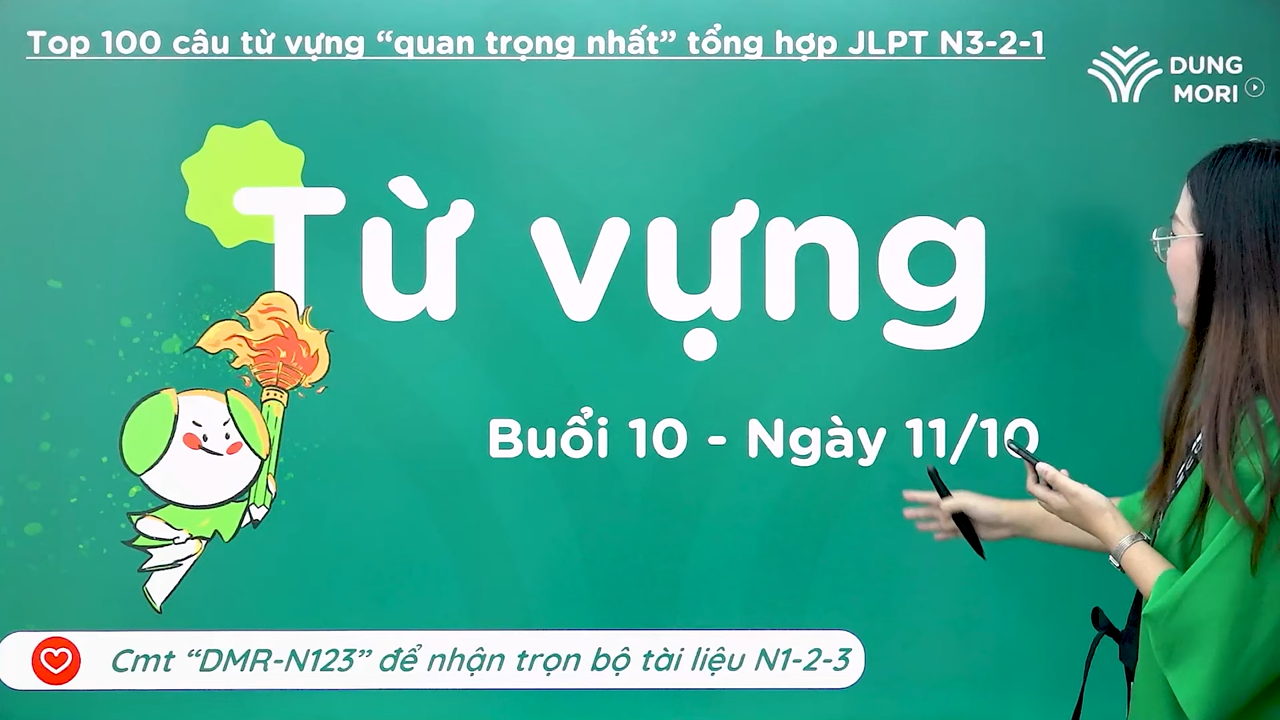 Top 100 câu từ vựng “quan trọng nhất” tổng hợp JLPT N3-2-1
DUNG
MORI
Từ vựng
Buổi 10 - Ngày 11/10
Cmt “DMR-N123” để nhận trọn bộ tài liệu N1-2-3